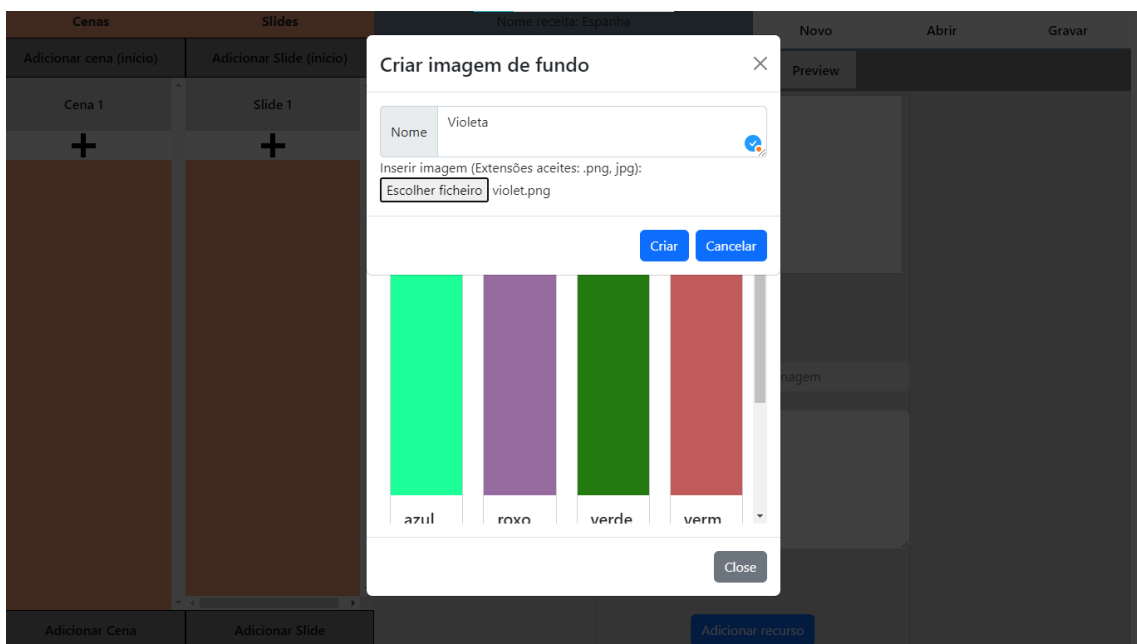 Cenas
Slides
Nome receita: Espanha
Novo
Abrir
Gravar
Adicionar cena (início)
Adicionar Slide (início)
Criar imagem de fundo
Preview
Cena 1
Slide 1
Nome
Violeta
Inserir imagem (Extensões aceites: .png, jpg):
Escolher ficheiro
violet.png
Criar
Cancelar
nagem
azul
roxo
verde
verm
Close
Adicionar Cena
Adicionar Slide
Adicionar recurso